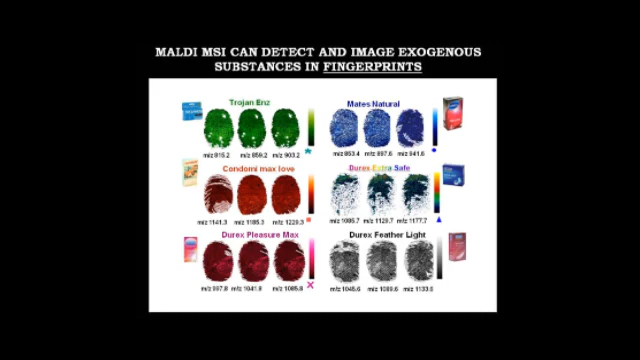 MALDI MSI CAN DETECT AND IMAGE EXOGENOUS
SUBSTANCES IN FINGERPRINTS
Trojan Enz
m/z 815.2 m/z 859.2 m/z 903.2
Mates Natural
m/z 853.4 m/z 897.6 m/z 941.6
Condomi max love
m/z 1141.3 m/z 1185.3 m/z 1229.3
Durex Extra Safe
m/z 1085.7 m/z 1129.7 m/z 1177.7
Durex Pleasure Max
m/z 997.8 m/z 1041.8 m/z 1085.8
Durex Feather Light
m/z 1045.6 m/z 1089.6 m/z 1133.6